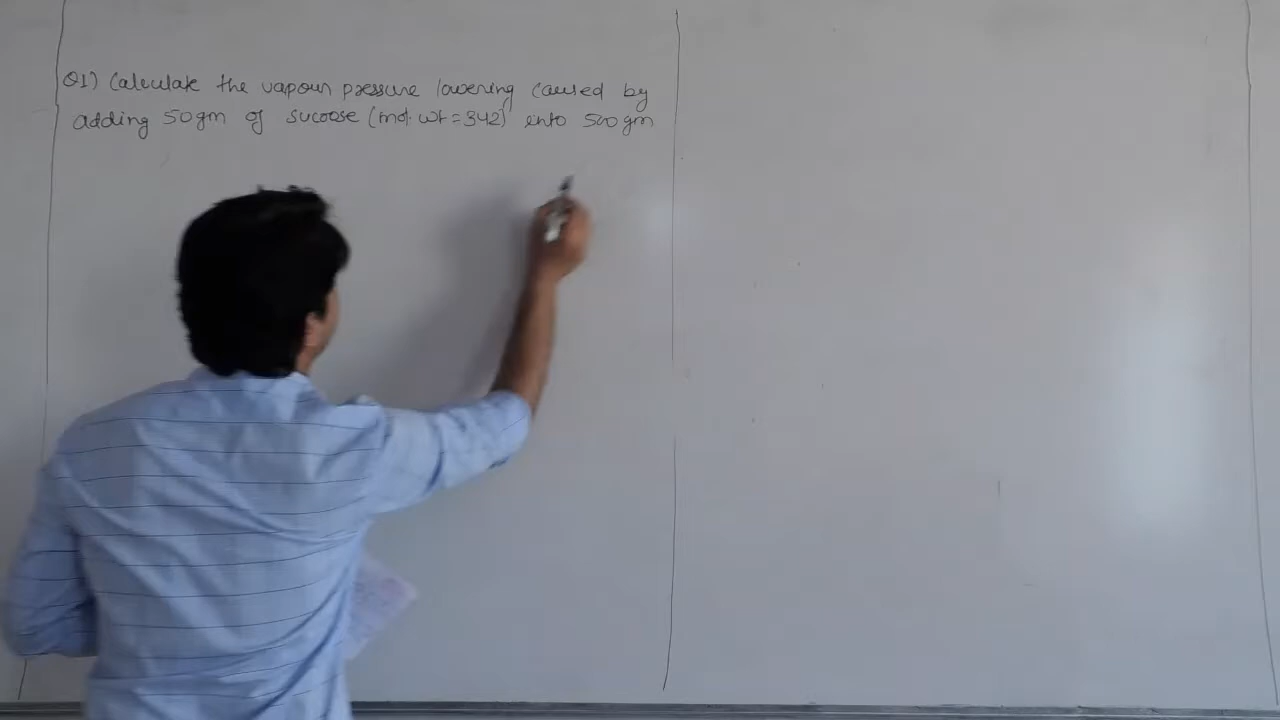 Q1) Calculate the vapour pressure lowering caused by
adding 50gm of sucrose (mol. wt = 342) into 500gm